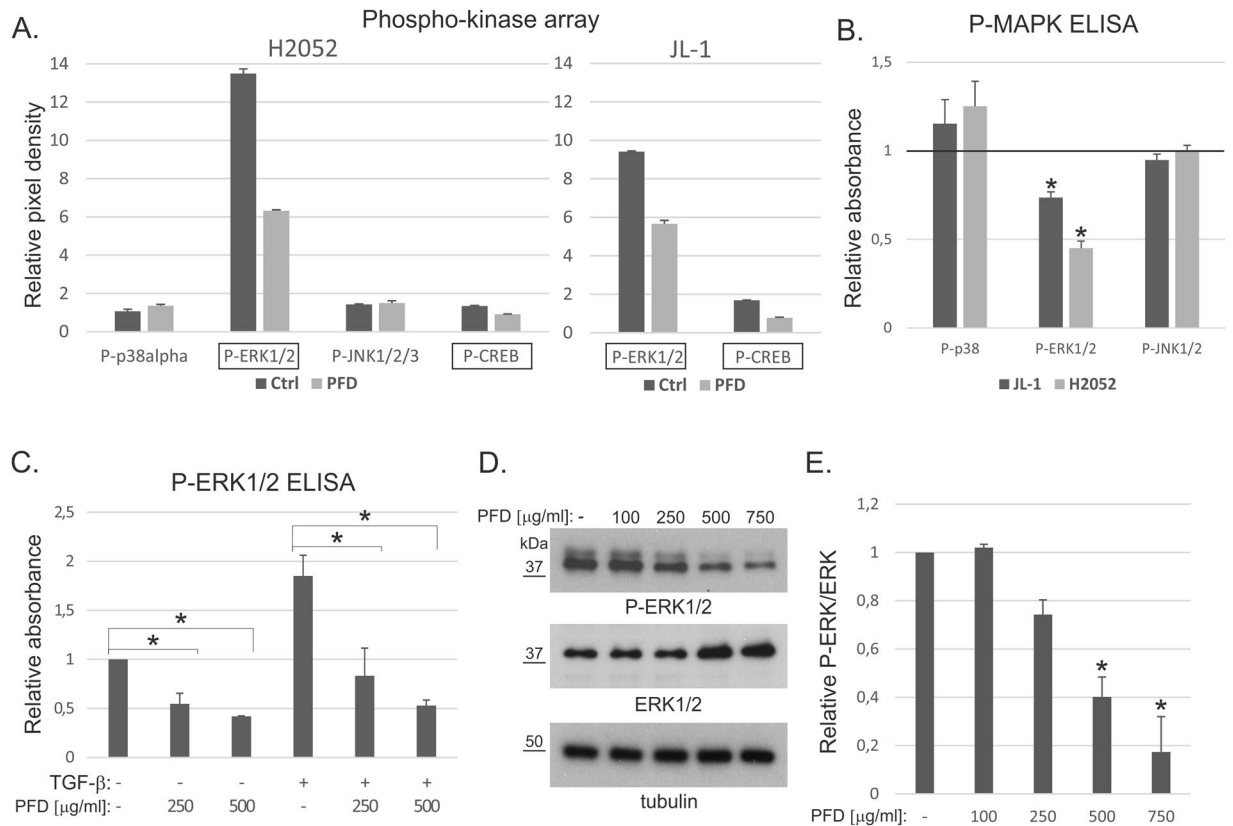 A.
Phospho-kinase array
H2052
JL-1
Relative pixel density
14
12
10
8
6
4
2
0
P-p38alpha P-ERK1/2 P-JNK1/2/3 P-CREB
Ctrl PFD
14
12
10
8
6
4
2
0
P-ERK1/2 P-CREB
Ctrl PFD
B.
P-MAPK ELISA
Relative absorbance
1,5
1
0,5
0
* *
P-p38 P-ERK1/2 P-JNK1/2
JL-1 H2052
C.
P-ERK1/2 ELISA
Relative absorbance
2,5
2
1,5
1
0,5
0
* * * *
TGF-β: - - - + + +
PFD [µg/ml]: - 250 500 - 250 500
D.
PFD [µg/ml]: - 100 250 500 750
kDa
37
P-ERK1/2
37
ERK1/2
50
tubulin
E.
Relative P-ERK/ERK
1,2
1
0,8
0,6
0,4
0,2
0,0
* *
PFD [µg/ml]: - 100 250 500 750